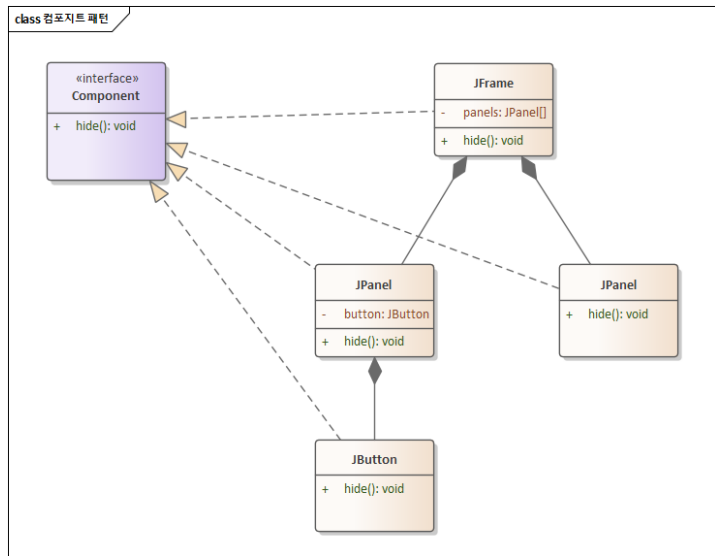 class 컴포지트 패턴
«interface»
Component
+ hide(): void
JFrame
- panels: JPanel[]
+ hide(): void
JPanel
- button: JButton
+ hide(): void
JPanel
+ hide(): void
JButton
+ hide(): void